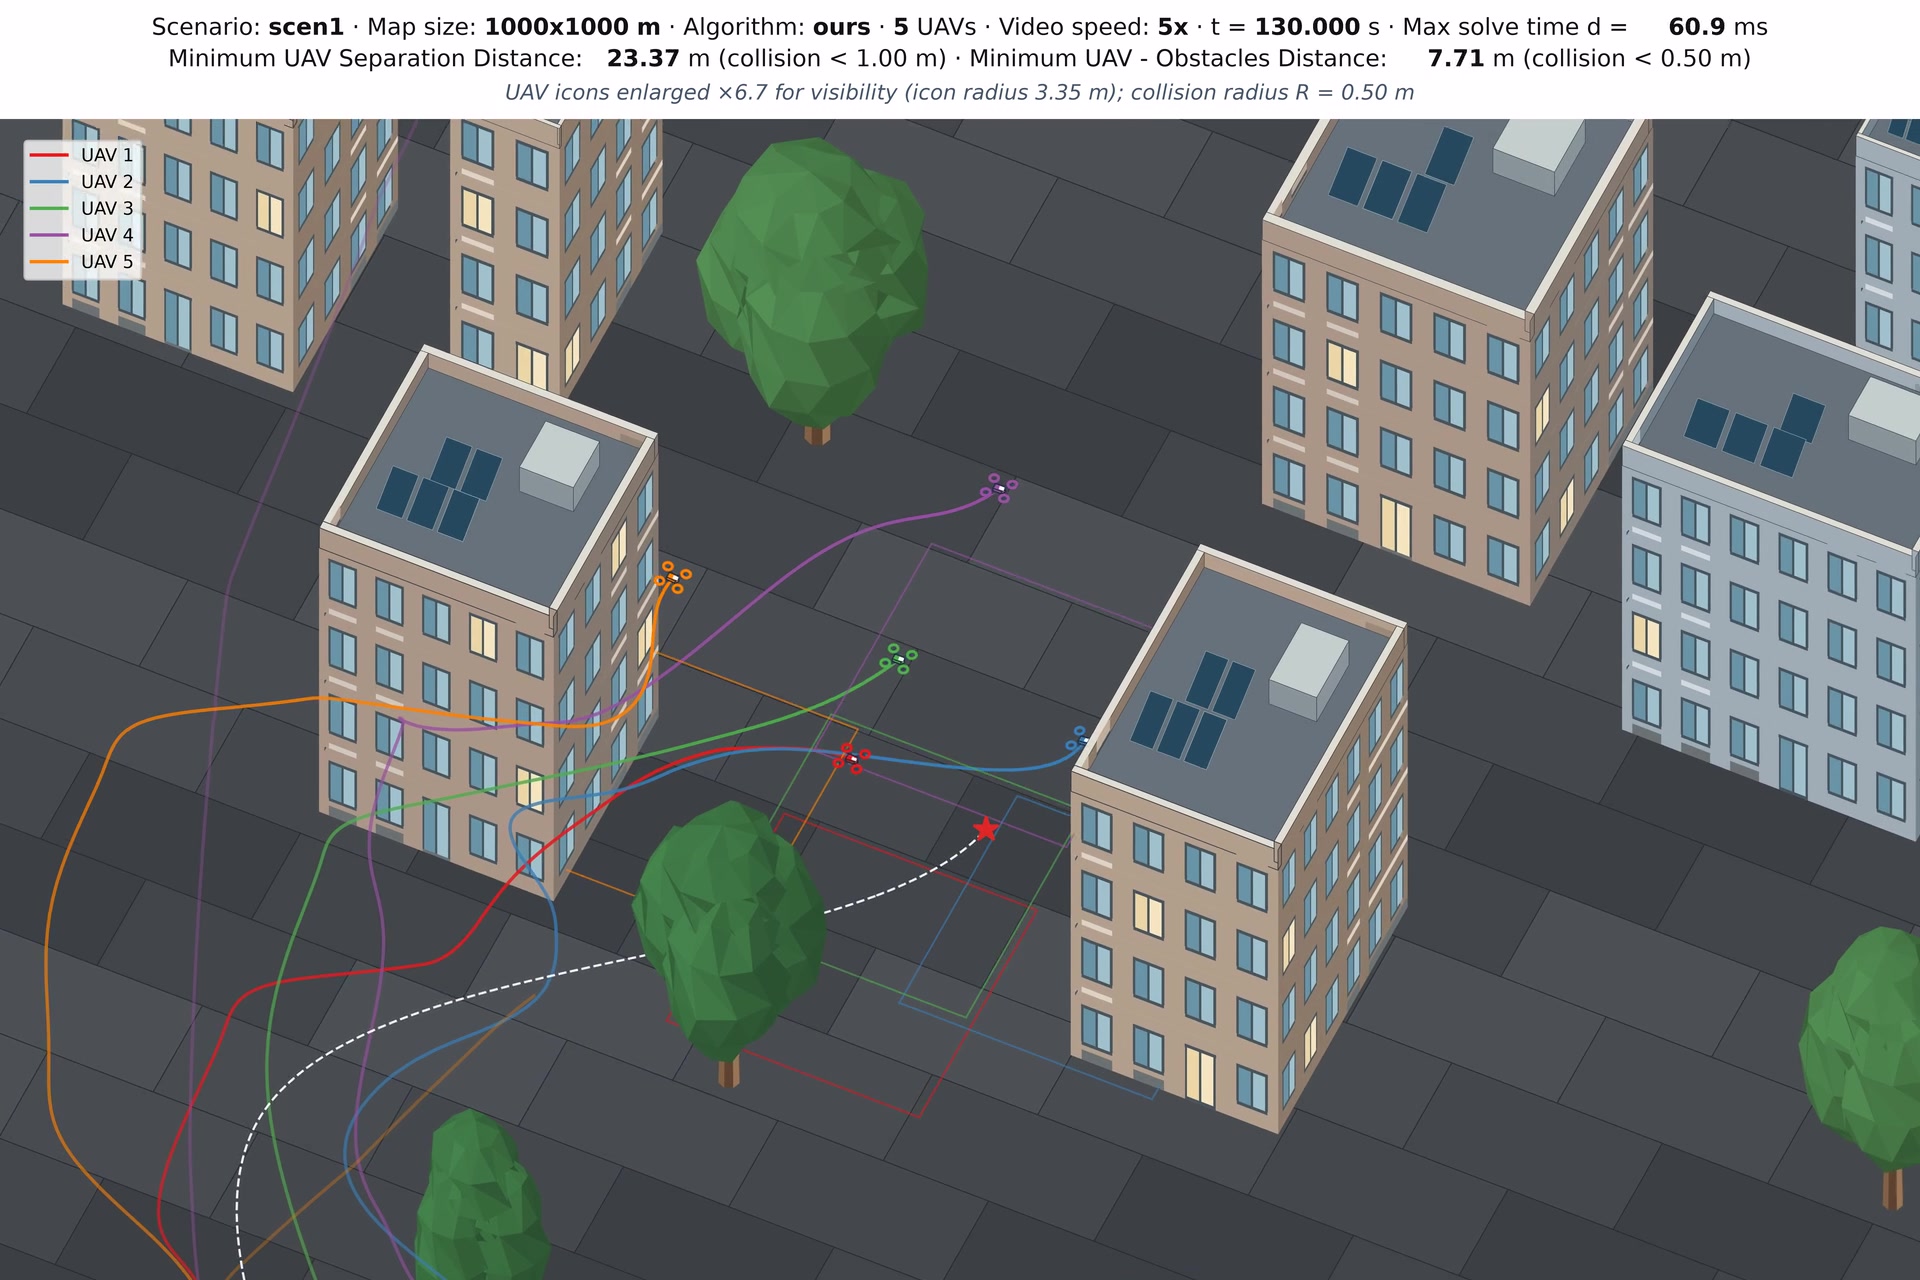 Scenario: scen1 · Map size: 1000x1000 m · Algorithm: ours · 5 UAVs · Video speed: 5x · t = 130.000 s · Max solve time d = 60.9 ms
Minimum UAV Separation Distance: 23.37 m (collision < 1.00 m) · Minimum UAV - Obstacles Distance: 7.71 m (collision < 0.50 m)
UAV icons enlarged ×6.7 for visibility (icon radius 3.35 m); collision radius R = 0.50 m
UAV 1
UAV 2
UAV 3
UAV 4
UAV 5